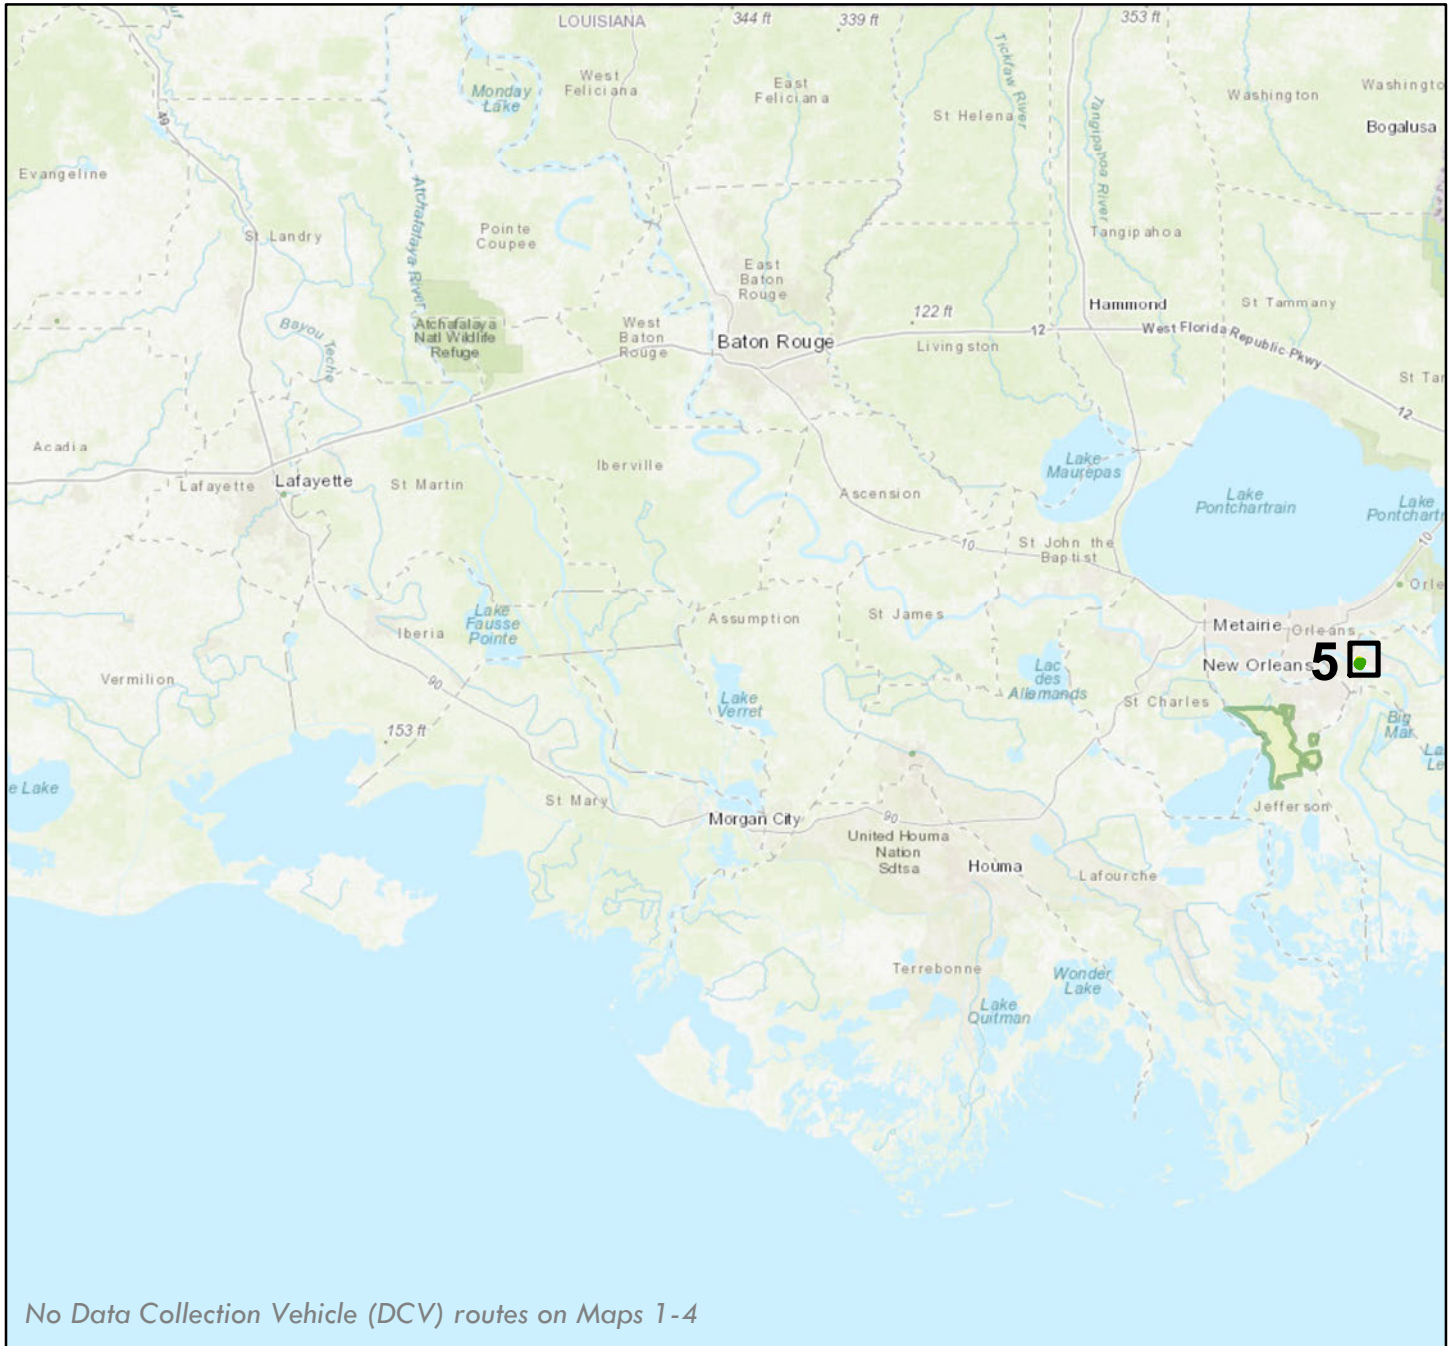 LOUISIANA
344 ft
339 ft
353 ft
Monday
Lake
West
Feliciana
East
Feliciana
Tickfaw River
Tangipahoa River
St Helena
Washington
Washingto
Bogalusa
49
Evangeline
Atchafalaya River
St Landry
Pointe
Coupee
East
Baton
Rouge
Tangipahoa
Bayou Teche
Atchafalaya
Natl Wildlife
Refuge
West
Baton
Rouge
Baton Rouge
122 ft
Livingston
12
Hammond
St Tammany
West Florida Republic Pkwy
St Tar
12
Acadia
Lafayette
Lafayette
St Martin
Iberville
Ascension
Lake
Maurepas
Lake
Pontchartrain
Lake
Pontchartr
10
10
St John the
Baptist
Orle
Lake
Fausse
Pointe
Iberia
Assumption
St James
Metairie
Orleans
New Orleans
5
Vermilion
90
Lake
Verret
Lac
des
Allemands
St Charles
Big
Mar
La
Le
153 ft
e Lake
St Mary
Morgan City
90
United Houma
Nation
Sdtsa
Houma
Lafourche
Jefferson
Terrebonne
Wonder
Lake
Lake
Quitman
No Data Collection Vehicle (DCV) routes on Maps 1-4